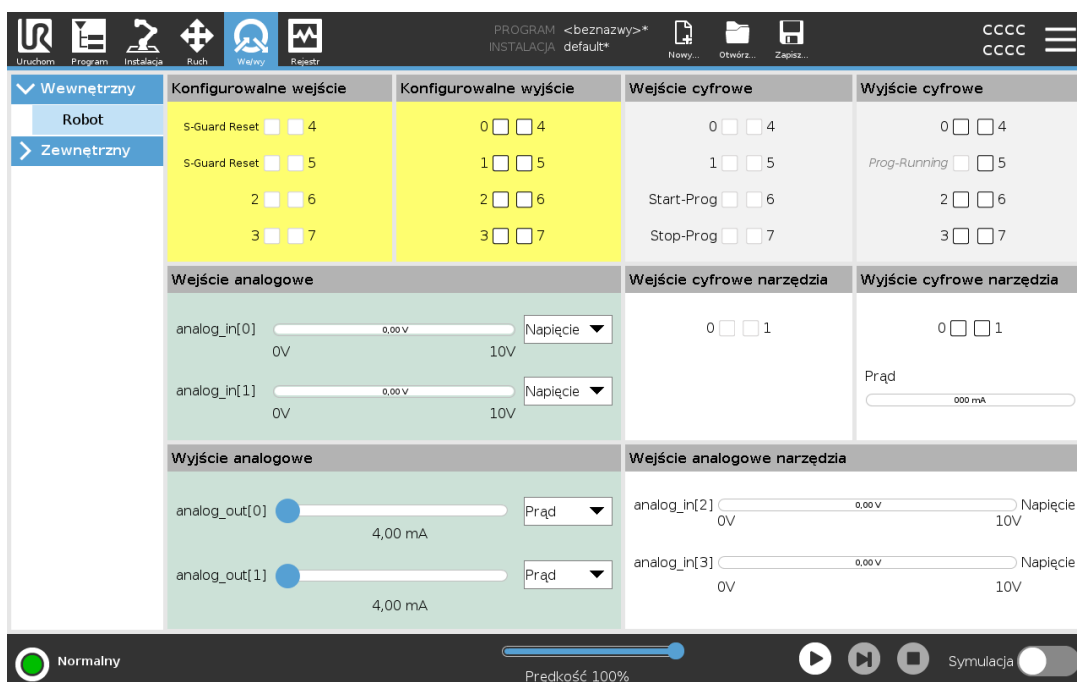 PROGRAM <beznazwy>*
INSTALACJA default*
CCCC
CCCC
Uruchom Program Instalacja Ruch We/wy Rejestr
Nowy... Otwórz... Zapisz...
Wewnętrzny
Robot
Zewnętrzny
Konfigurowalne wejście
S-Guard Reset 4
S-Guard Reset 5
2 6
3 7
Konfigurowalne wyjście
0 4
1 5
2 6
3 7
Wejście cyfrowe
0 4
1 5
Start-Prog 6
Stop-Prog 7
Wyjście cyfrowe
0 4
Prog-Running 5
2 6
3 7
Wejście analogowe
analog_in[0] 0,00 V Napięcie
0V 10V
analog_in[1] 0,00 V Napięcie
0V 10V
Wejście cyfrowe narzędzia
0 1
Wyjście cyfrowe narzędzia
0 1
Prąd
000 mA
Wyjście analogowe
analog_out[0] Prąd
4,00 mA
analog_out[1] Prąd
4,00 mA
Wejście analogowe narzędzia
analog_in[2] 0,00 V Napięcie
0V 10V
analog_in[3] 0,00 V Napięcie
0V 10V
Normalny
Prędkość 100%
Symulacja